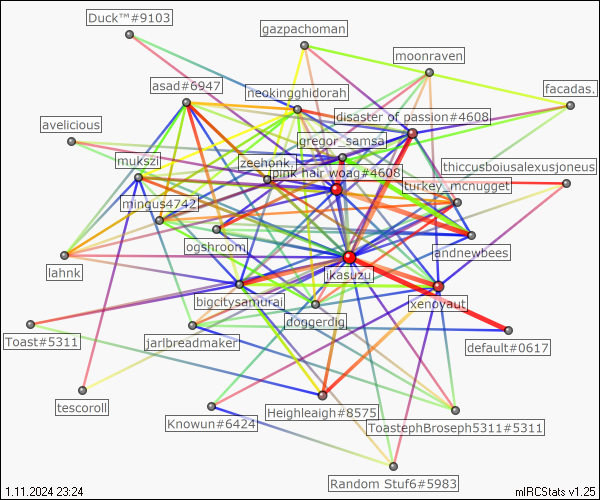 Duck™#9103
gazpachoman
moonraven
asad#6947
neokingghidorah
facadas.
disaster of passion#4608
avelicious
gregor_samsa
mukszi
zeehonk.
thiccusboiusalexusjoneus
pink hair woag#4608
turkey_mcnugget
mingus4742
ogshroom
andnewbees
lahnk
ikasuzu
bigcitysamurai
xenovaut
doggerdig
Toast#5311
jarlbreadmaker
default#0617
tescoroll
Heighleaigh#8575
Knowun#6424
ToastephBroseph5311#5311
Random Stuf6#5983
1.11.2024 23:24
mIRCStats v1.25